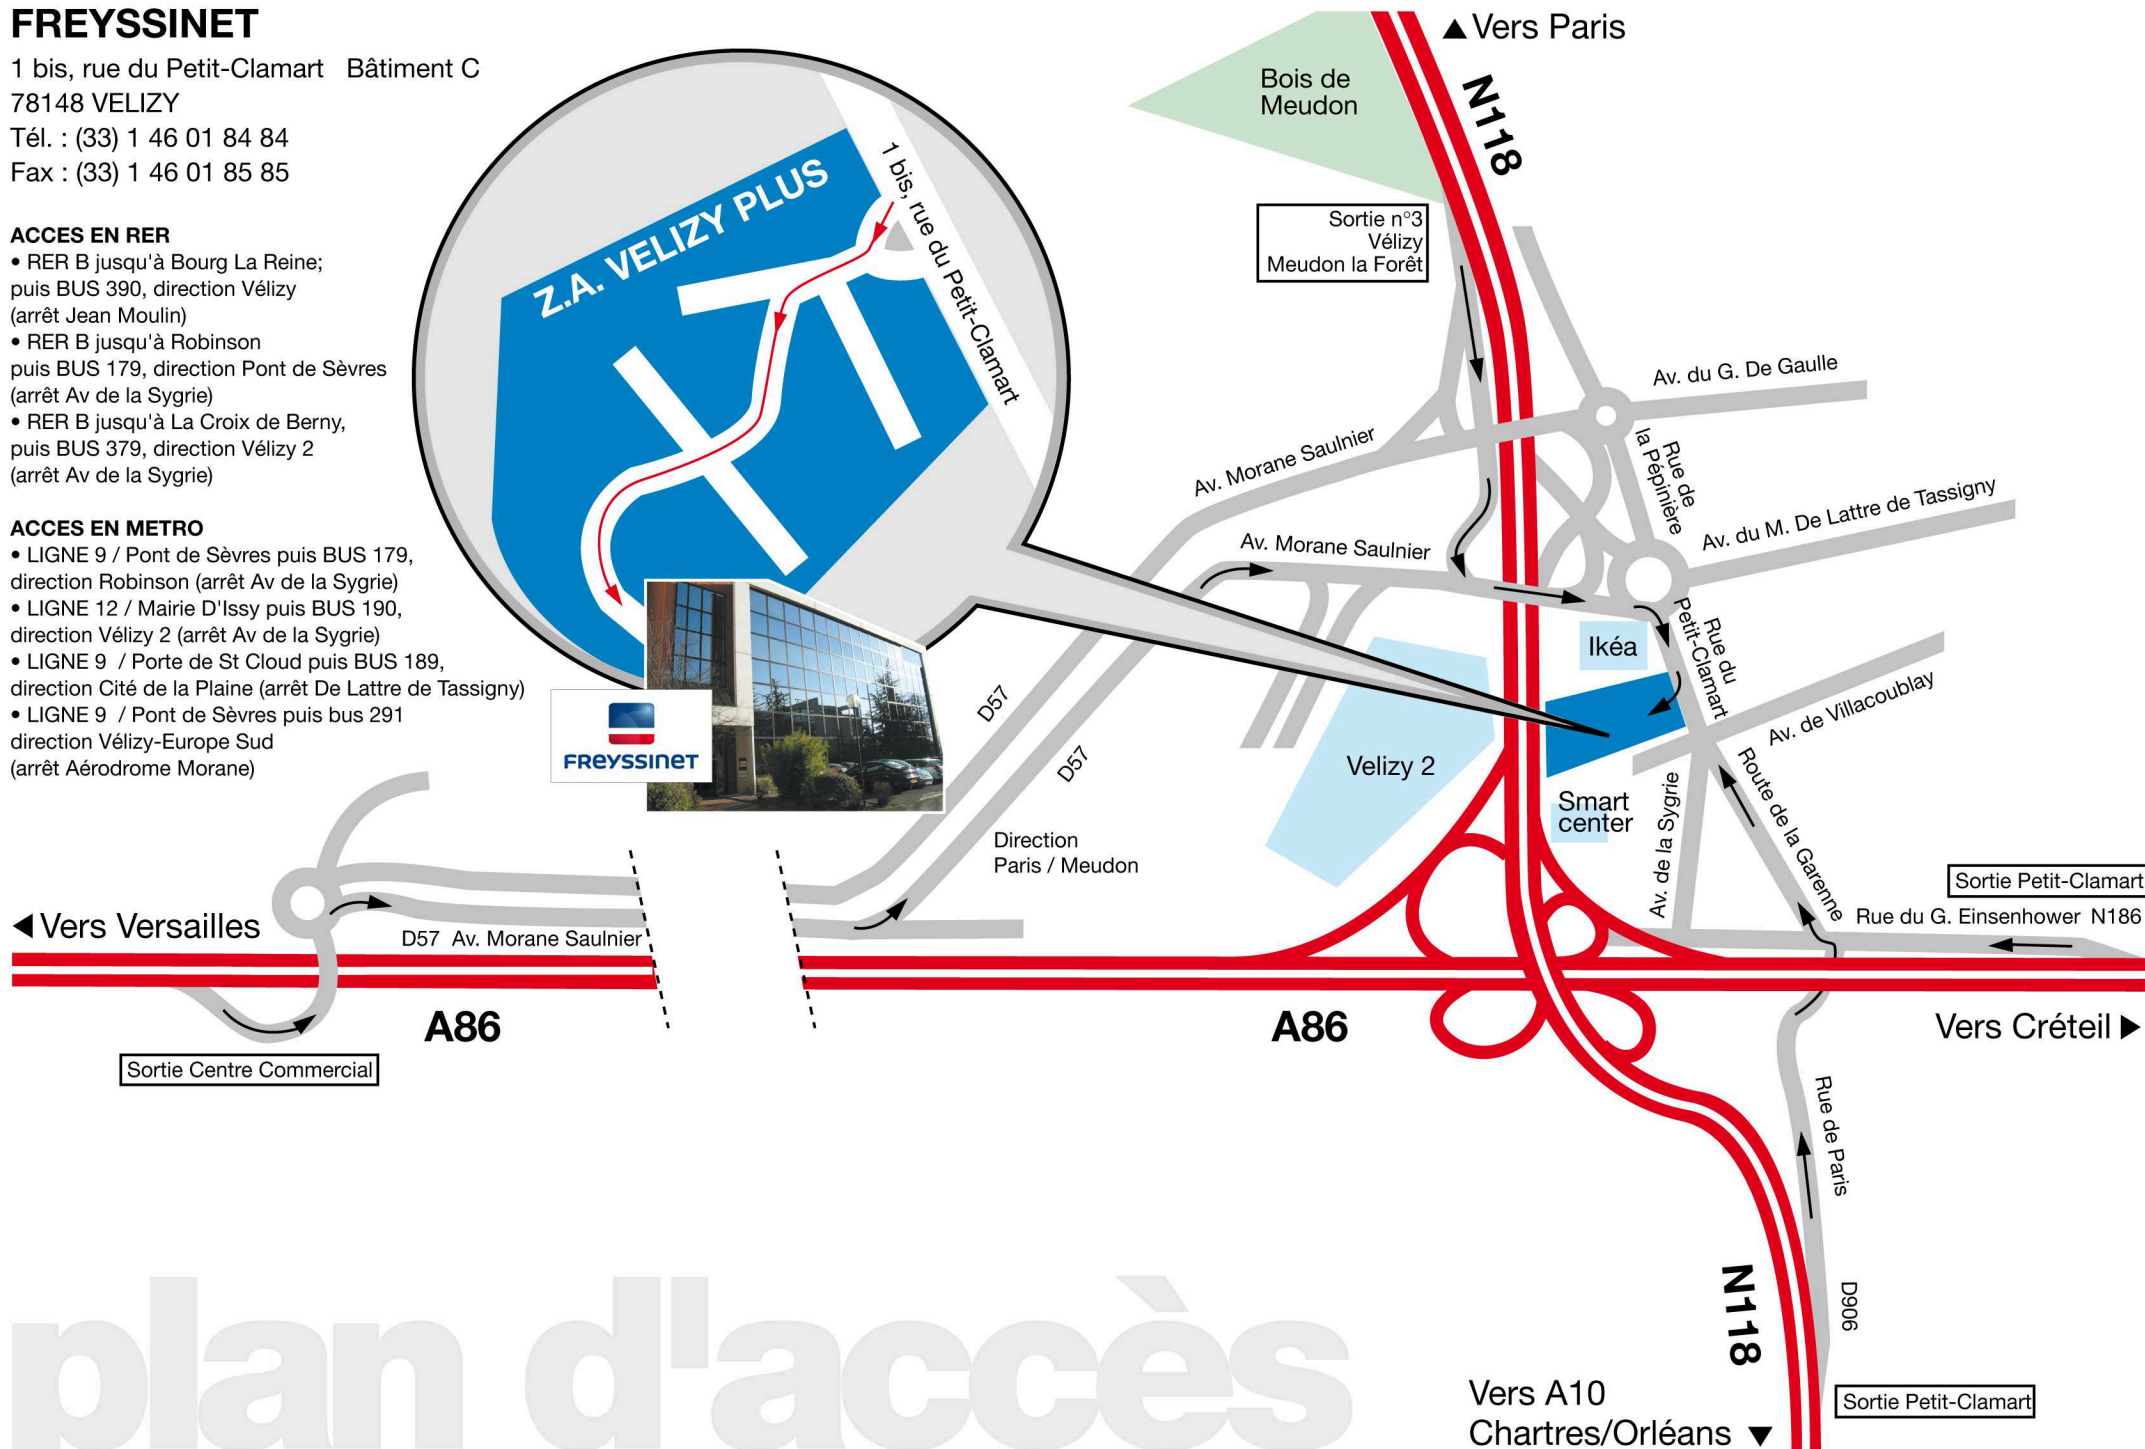 FREYSSINET
1 bis, rue du Petit-Clamart Bâtiment C
78148 VELIZY
Tél. : (33) 1 46 01 84 84
Fax : (33) 1 46 01 85 85
ACCES EN RER
• RER B jusqu'à Bourg La Reine;
puis BUS 390, direction Vélizy
(arrêt Jean Moulin)
• RER B jusqu'à Robinson
puis BUS 179, direction Pont de Sèvres
(arrêt Av de la Sygrie)
• RER B jusqu'à La Croix de Berny,
puis BUS 379, direction Vélizy 2
(arrêt Av de la Sygrie)
ACCES EN METRO
• LIGNE 9 / Pont de Sèvres puis BUS 179,
direction Robinson (arrêt Av de la Sygrie)
• LIGNE 12 / Mairie D'Issy puis BUS 190,
direction Vélizy 2 (arrêt Av de la Sygrie)
• LIGNE 9 / Porte de St Cloud puis BUS 189,
direction Cité de la Plaine (arrêt De Lattre de Tassigny)
• LIGNE 9 / Pont de Sèvres puis bus 291
direction Vélizy-Europe Sud
(arrêt Aérodrome Morane)
Z.A. VELIZY PLUS
1 bis, rue du Petit-Clamart
FREYSSINET
▲ Vers Paris
Bois de
Meudon
N118
Sortie n°3
Vélizy
Meudon la Forêt
Av. du G. De Gaulle
Av. Morane Saulnier
Rue de
la Pépinière
Av. du M. De Lattre de Tassigny
Av. Morane Saulnier
Rue du
Petit-Clamart
Ikéa
Av. de Villacoublay
D57
D57
Velizy 2
Smart
center
Av. de la Sygrie
Route de la Garenne
Direction
Paris / Meudon
Sortie Petit-Clamart
Rue du G. Einsenhower N186
◀ Vers Versailles
D57 Av. Morane Saulnier
A86
A86
Vers Créteil ▶
Sortie Centre Commercial
Rue de Paris
N118
D906
Sortie Petit-Clamart
Vers A10
Chartres/Orléans ▼
plan d'accès